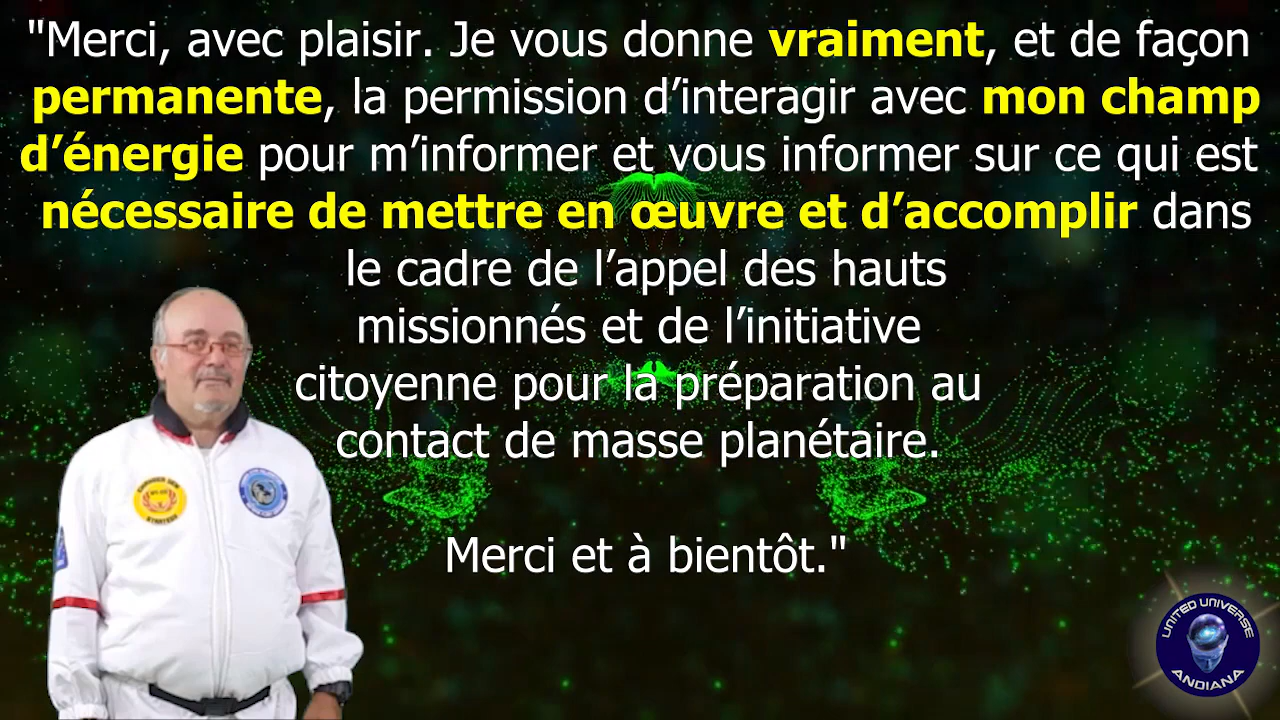 "Merci, avec plaisir. Je vous donne vraiment, et de façon
permanente, la permission d’interagir avec mon champ
d’énergie pour m’informer et vous informer sur ce qui est
nécessaire de mettre en œuvre et d’accomplir dans
le cadre de l’appel des hauts
missionnés et de l’initiative
citoyenne pour la préparation au
contact de masse planétaire.
Merci et à bientôt."
UNITED UNIVERSE
ANDIANA